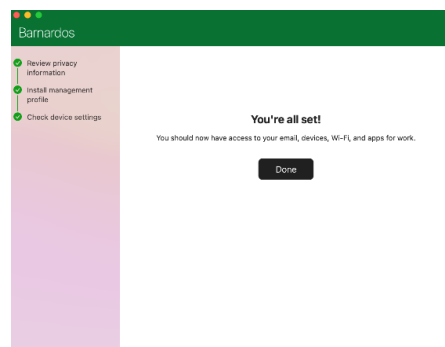 Barnardos
Review privacy
information
Install management
profile
Check device settings
You're all set!
You should now have access to your email, devices, Wi-Fi, and apps for work.
Done